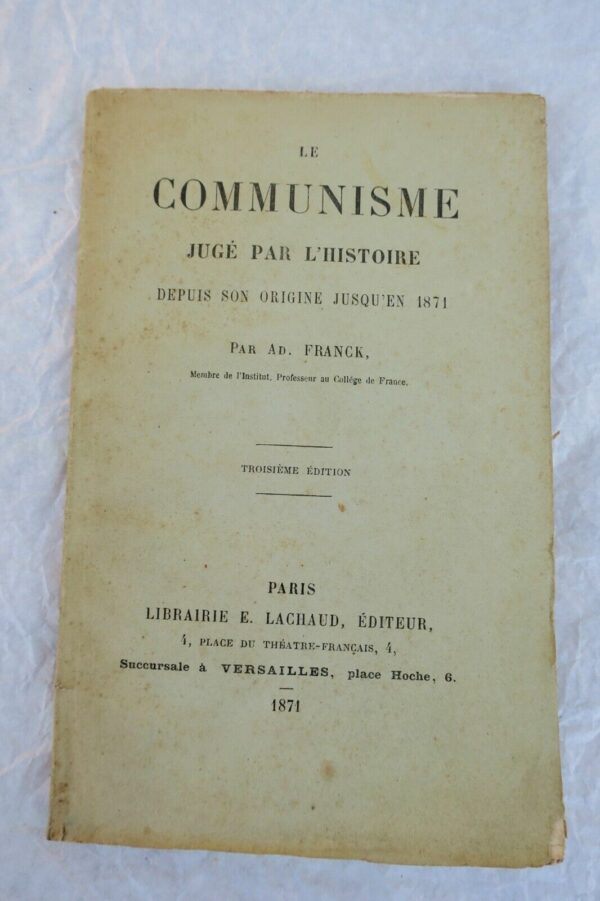 LE
COMMUNISME
JUGÉ PAR L'HISTOIRE
DEPUIS SON ORIGINE JUSQU'EN 1871
PAR AD. FRANCK,
Membre de l'Institut, Professeur au Collége de France.
TROISIÈME ÉDITION
PARIS
LIBRAIRIE E. LACHAUD, ÉDITEUR,
4, PLACE DU THÉATRE-FRANÇAIS, 4,
Succursale à VERSAILLES, place Hoche, 6.
1871